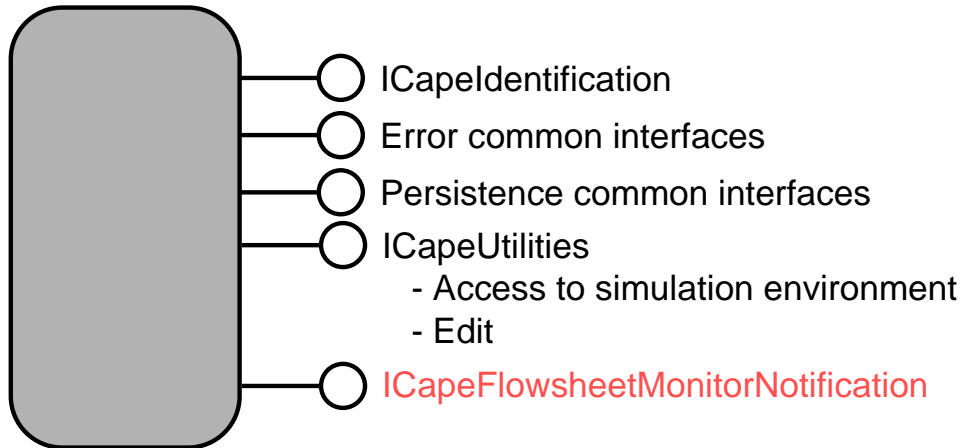 ICapeIdentification
Error common interfaces
Persistence common interfaces
ICapeUtilities
- Access to simulation environment
- Edit
ICapeFlowsheetMonitorNotification